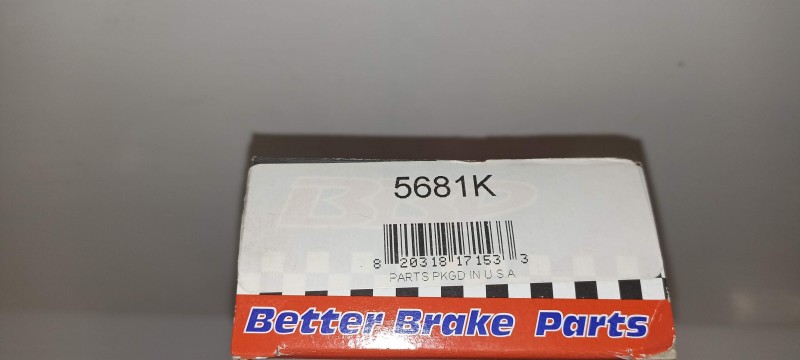 5681K
8 20318 17153 3
PARTS PKGD IN U.S.A
Better Brake Parts